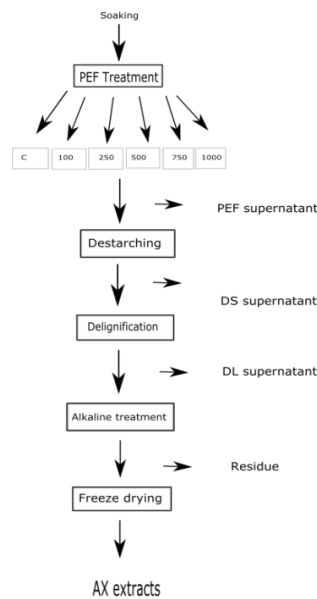 Soaking
PEF Treatment
C 100 250 500 750 1000
PEF supernatant
Destarching
DS supernatant
Delignification
DL supernatant
Alkaline treatment
Residue
Freeze drying
AX extracts